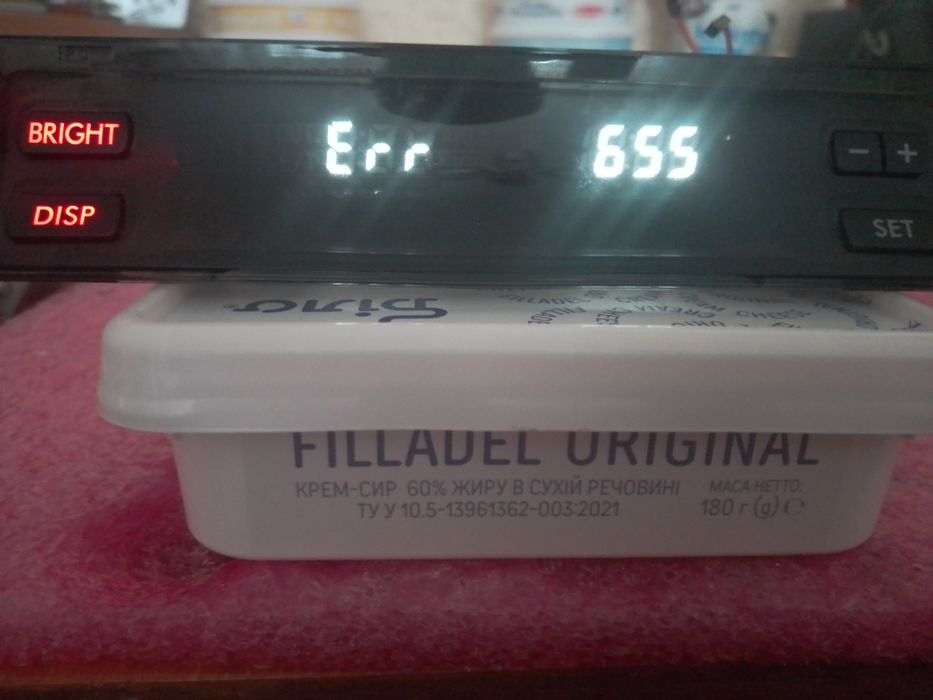 BRIGHT
Err 655
− +
DISP
SET
Біло
FILLADEL ORIGINAL
КРЕМ-СИР 60% ЖИРУ В СУХІЙ РЕЧОВИНІ
МАСА НЕТТО:
ТУ У 10.5-13961362-003:2021
180 г (g) ℮